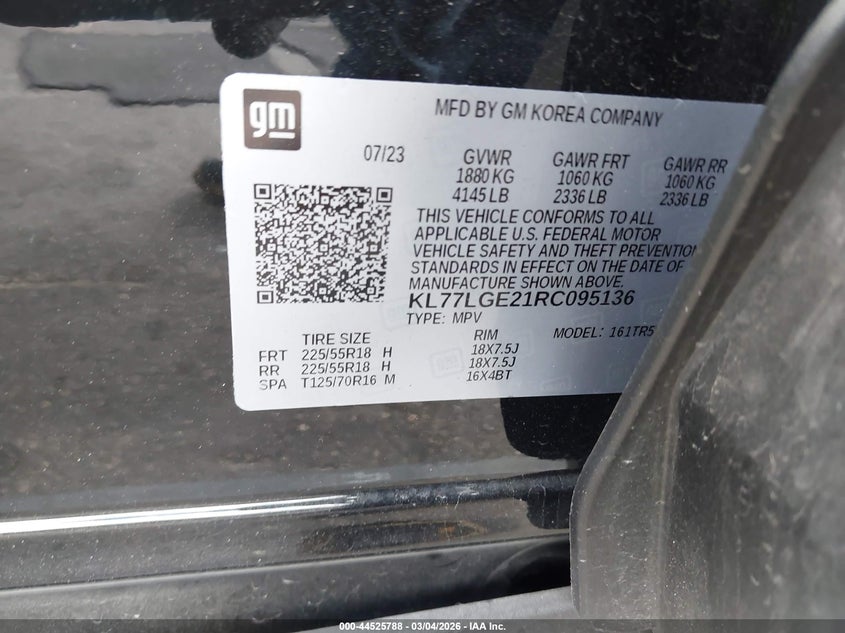 gm
MFD BY GM KOREA COMPANY
07/23 GVWR GAWR FRT GAWR RR
1880 KG 1060 KG 1060 KG
4145 LB 2336 LB 2336 LB
THIS VEHICLE CONFORMS TO ALL
APPLICABLE U.S. FEDERAL MOTOR
VEHICLE SAFETY AND THEFT PREVENTION
STANDARDS IN EFFECT ON THE DATE OF
MANUFACTURE SHOWN ABOVE.
KL77LGE21RC095136
TYPE: MPV MODEL: 161TR5
TIRE SIZE RIM
FRT 225/55R18 H 18X7.5J
RR 225/55R18 H 18X7.5J
SPA T125/70R16 M 16X4BT
000-44525788 - 03/04/2026 - IAA Inc.